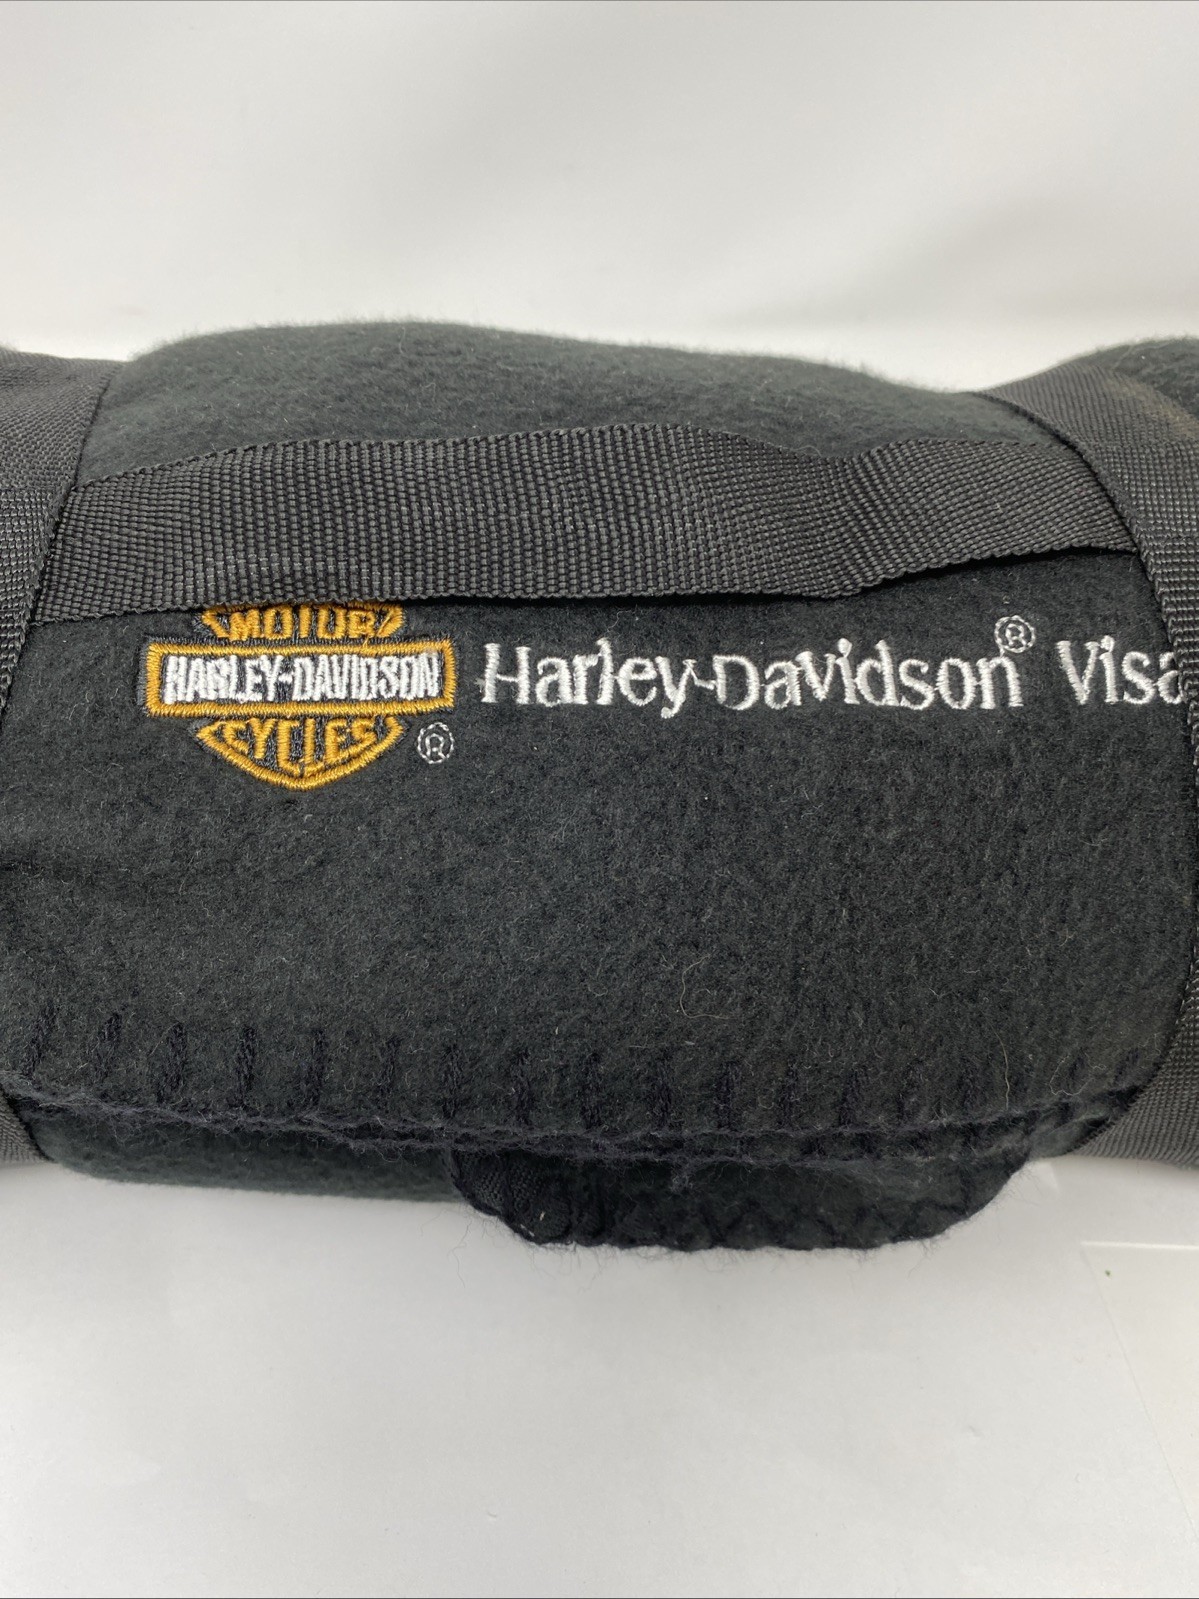 MOTOR
HARLEY-DAVIDSON
CYCLES ®
Harley-Davidson® Visa